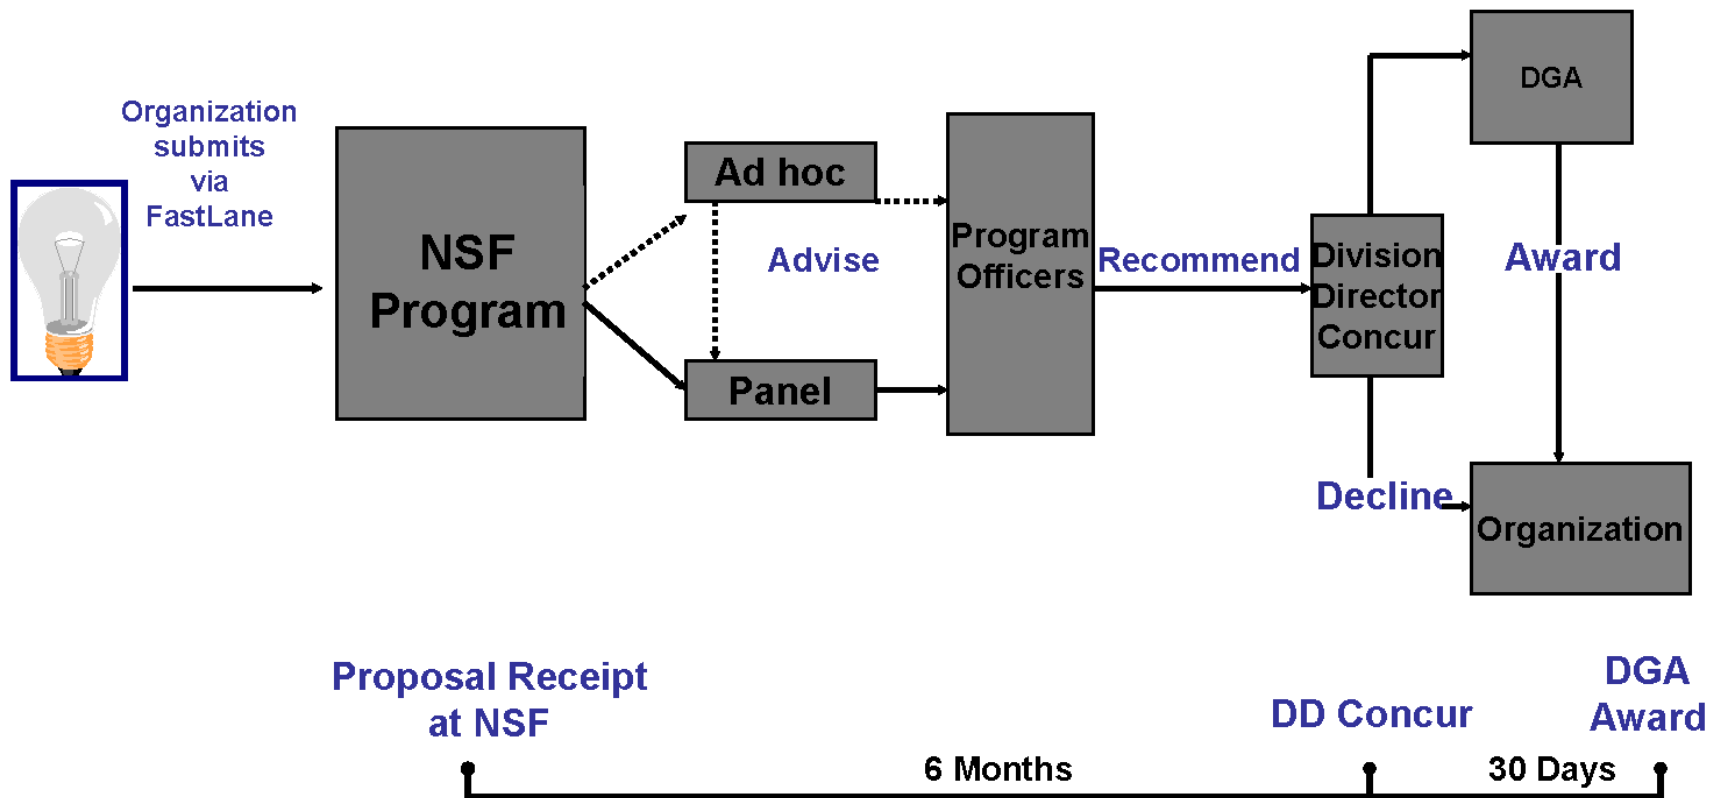 Organization
submits
via
FastLane
NSF
Program
Ad hoc
Advise
Panel
Program
Officers
Recommend
Division
Director
Concur
DGA
Award
Decline
Organization
Proposal Receipt
at NSF
DD Concur
DGA
Award
6 Months
30 Days